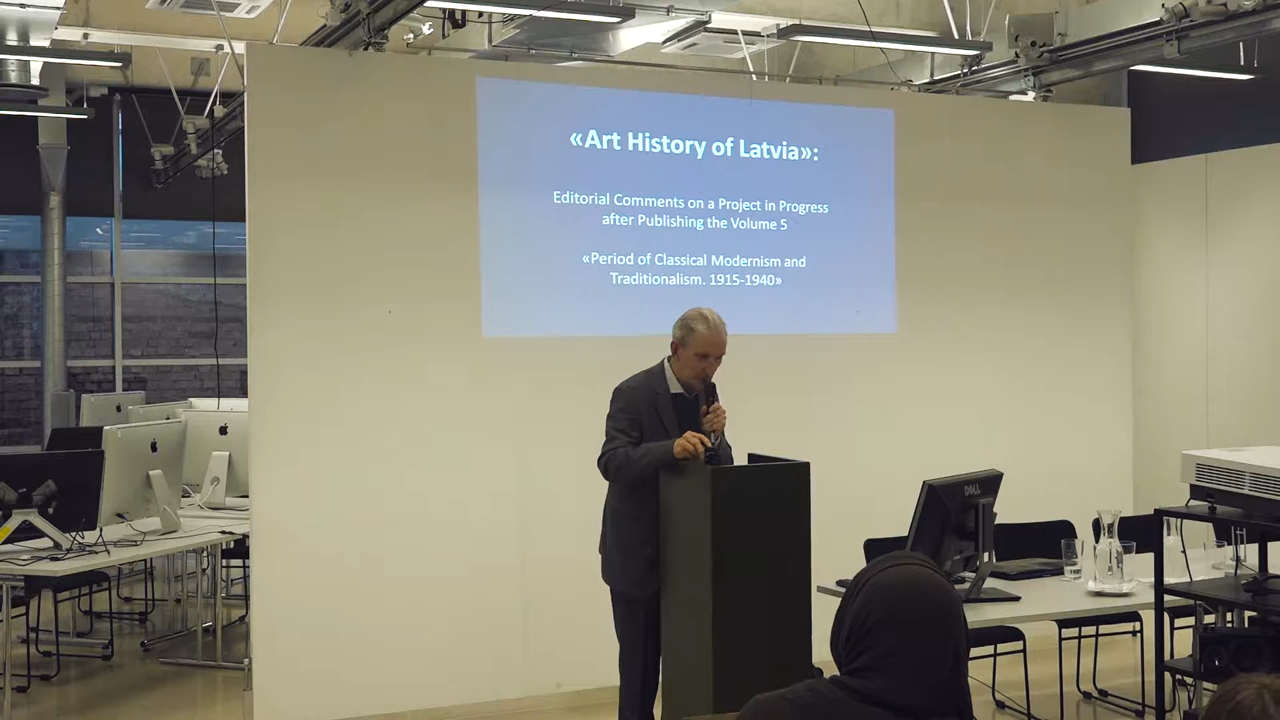 «Art History of Latvia»:
Editorial Comments on a Project in Progress
after Publishing the Volume 5
«Period of Classical Modernism and
Traditionalism. 1915-1940»
DELL